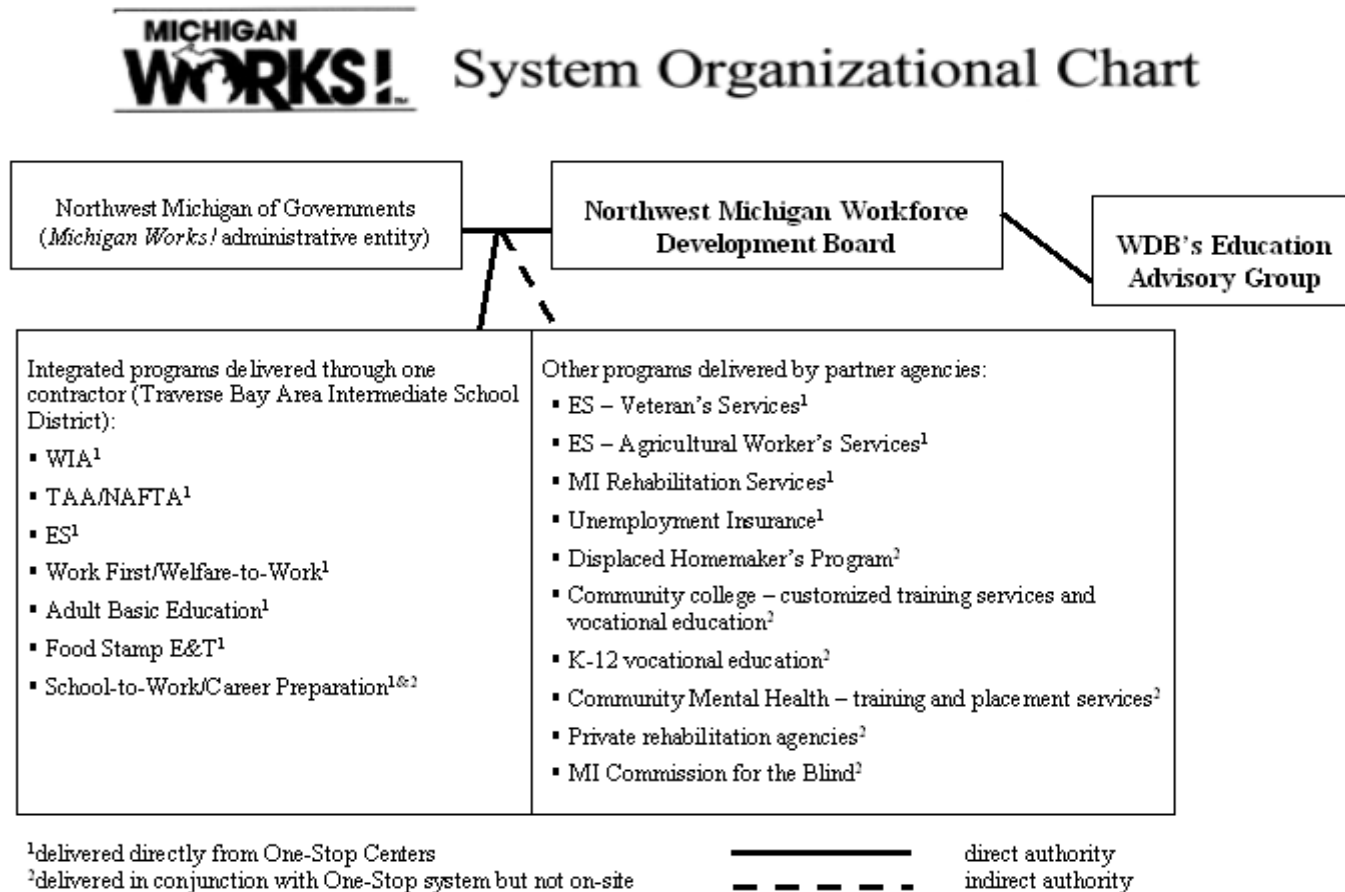 MICHIGAN
WORKS!™
System Organizational Chart
Northwest Michigan of Governments
(Michigan Works! administrative entity)
Northwest Michigan Workforce
Development Board
WDB's Education
Advisory Group
Integrated programs delivered through one
contractor (Traverse Bay Area Intermediate School
District):
▪ WIA¹
▪ TAA/NAFTA¹
▪ ES¹
▪ Work First/Welfare-to-Work¹
▪ Adult Basic Education¹
▪ Food Stamp E&T¹
▪ School-to-Work/Career Preparation¹&²
Other programs delivered by partner agencies:
▪ ES – Veteran's Services¹
▪ ES – Agricultural Worker's Services¹
▪ MI Rehabilitation Services¹
▪ Unemployment Insurance¹
▪ Displaced Homemaker's Program²
▪ Community college – customized training services and
vocational education²
▪ K-12 vocational education²
▪ Community Mental Health – training and placement services²
▪ Private rehabilitation agencies²
▪ MI Commission for the Blind²
¹delivered directly from One-Stop Centers
²delivered in conjunction with One-Stop system but not on-site
direct authority
indirect authority